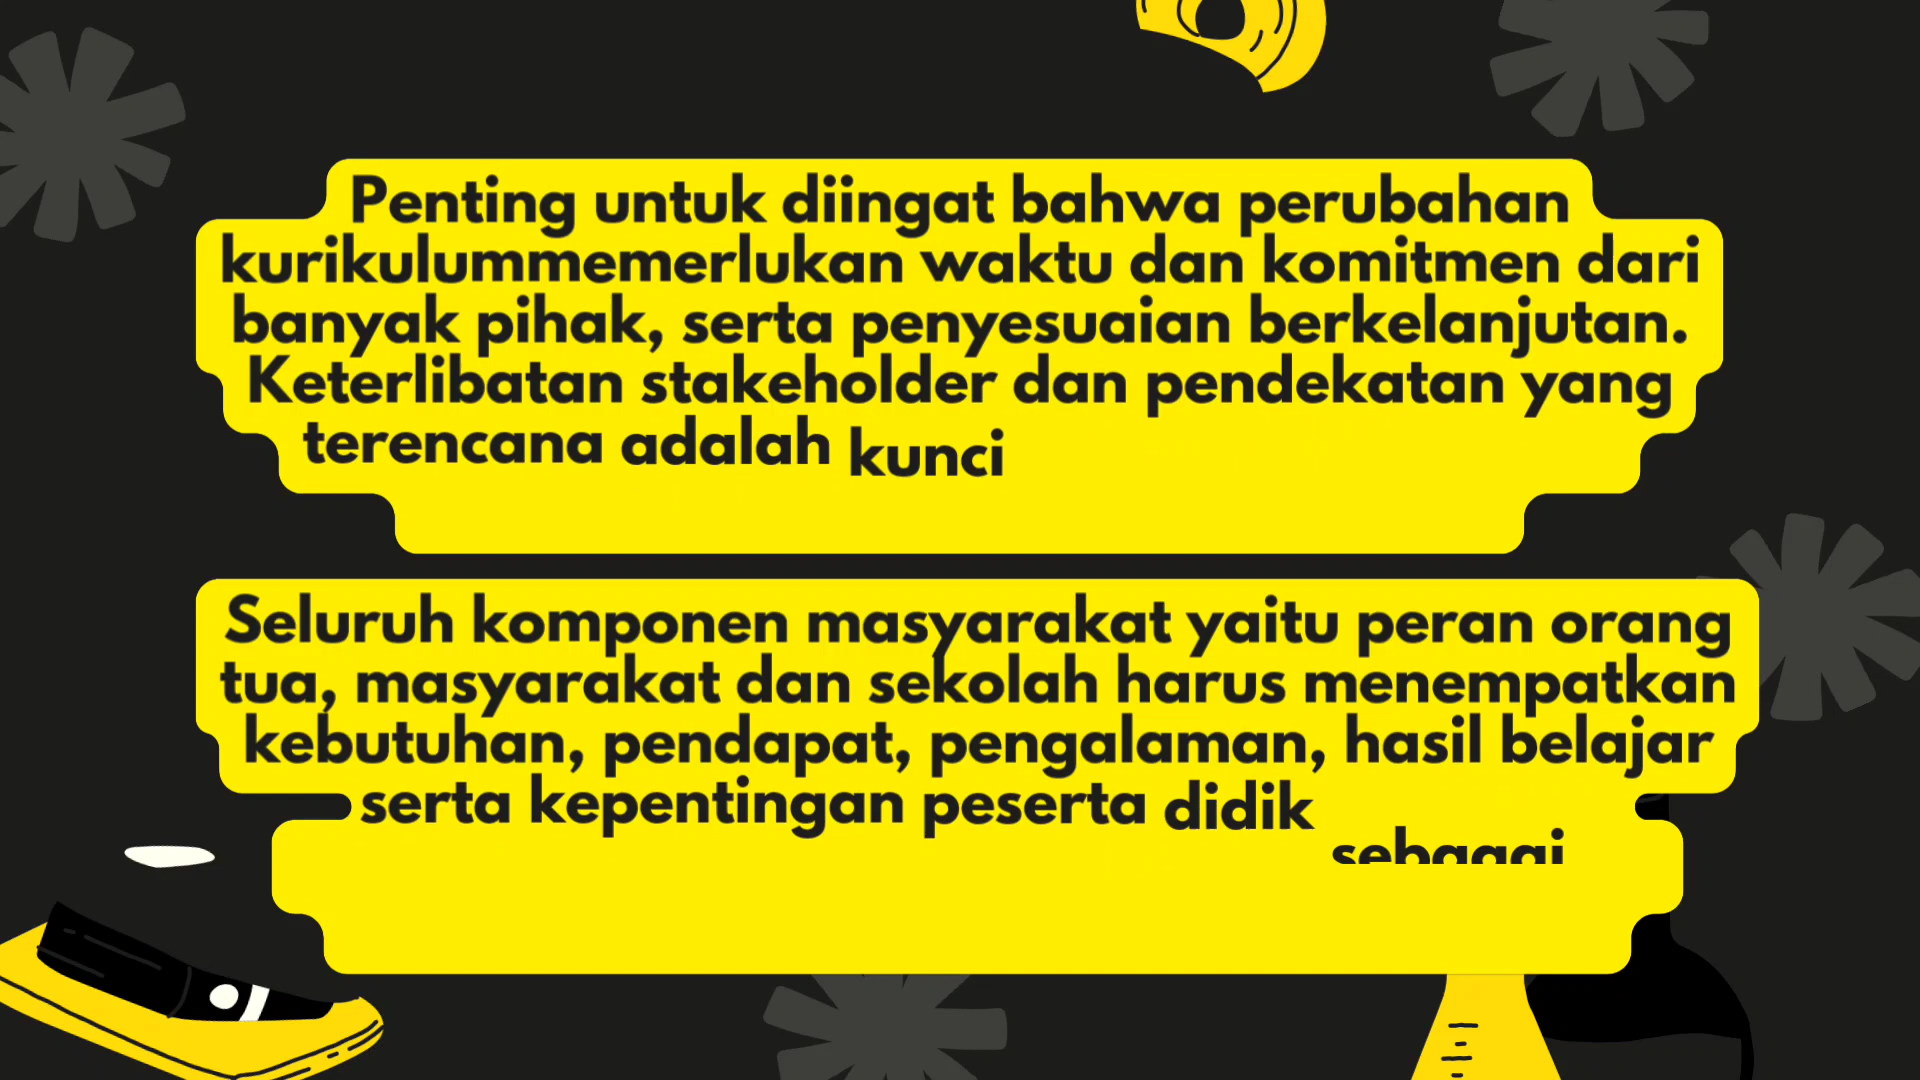 Penting untuk diingat bahwa perubahan
kurikulummemerlukan waktu dan komitmen dari
banyak pihak, serta penyesuaian berkelanjutan.
Keterlibatan stakeholder dan pendekatan yang
terencana adalah kunci
Seluruh komponen masyarakat yaitu peran orang
tua, masyarakat dan sekolah harus menempatkan
kebutuhan, pendapat, pengalaman, hasil belajar
serta kepentingan peserta didik
sebagai